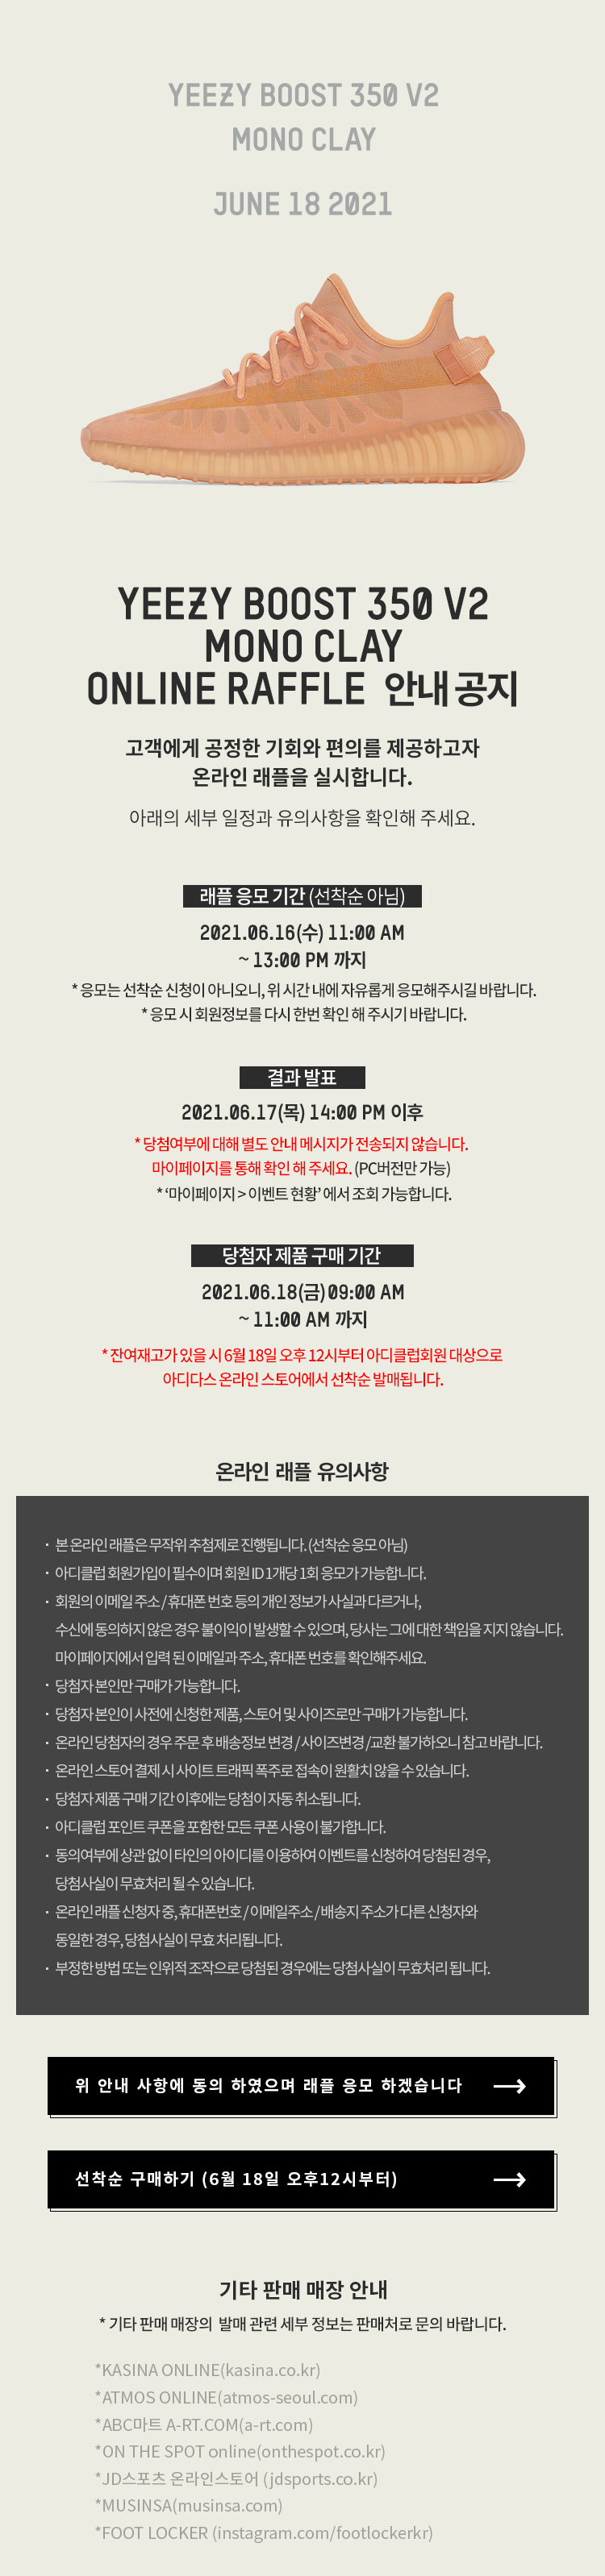 YEEZY BOOST 350 V2
MONO CLAY
JUNE 18 2021
YEEZY BOOST 350 V2
MONO CLAY
ONLINE RAFFLE 안내 공지
고객에게 공정한 기회와 편의를 제공하고자
온라인 래플을 실시합니다.
아래의 세부 일정과 유의사항을 확인해 주세요.
래플 응모 기간 (선착순 아님)
2021.06.16(수) 11:00 AM
~ 13:00 PM 까지
* 응모는 선착순 신청이 아니오니, 위 시간 내에 자유롭게 응모해주시길 바랍니다.
* 응모 시 회원정보를 다시 한번 확인 해 주시기 바랍니다.
결과 발표
2021.06.17(목) 14:00 PM 이후
* 당첨여부에 대해 별도 안내 메시지가 전송되지 않습니다.
마이페이지를 통해 확인 해 주세요. (PC버전만 가능)
* ‘마이페이지 > 이벤트 현황’ 에서 조회 가능합니다.
당첨자 제품 구매 기간
2021.06.18(금) 09:00 AM
~ 11:00 AM 까지
* 잔여재고가 있을 시 6월 18일 오후 12시부터 아디클럽회원 대상으로
아디다스 온라인 스토어에서 선착순 발매됩니다.
온라인 래플 유의사항
· 본 온라인 래플은 무작위 추첨제로 진행됩니다. (선착순 응모 아님)
· 아디클럽 회원가입이 필수이며 회원 ID 1개당 1회 응모가 가능합니다.
· 회원의 이메일 주소 / 휴대폰 번호 등의 개인 정보가 사실과 다르거나,
수신에 동의하지 않은 경우 불이익이 발생할 수 있으며, 당사는 그에 대한 책임을 지지 않습니다.
마이페이지에서 입력 된 이메일과 주소, 휴대폰 번호를 확인해주세요.
· 당첨자 본인만 구매가 가능합니다.
· 당첨자 본인이 사전에 신청한 제품, 스토어 및 사이즈로만 구매가 가능합니다.
· 온라인 당첨자의 경우 주문 후 배송정보 변경 / 사이즈변경 /교환 불가하오니 참고 바랍니다.
· 온라인 스토어 결제 시 사이트 트래픽 폭주로 접속이 원활치 않을 수 있습니다.
· 당첨자 제품 구매 기간 이후에는 당첨이 자동 취소됩니다.
· 아디클럽 포인트 쿠폰을 포함한 모든 쿠폰 사용이 불가합니다.
· 동의여부에 상관 없이 타인의 아이디를 이용하여 이벤트를 신청하여 당첨된 경우,
당첨사실이 무효처리 될 수 있습니다.
· 온라인 래플 신청자 중, 휴대폰번호 / 이메일주소 / 배송지 주소가 다른 신청자와
동일한 경우, 당첨사실이 무효 처리됩니다.
· 부정한 방법 또는 인위적 조작으로 당첨된 경우에는 당첨사실이 무효처리 됩니다.
위 안내 사항에 동의 하였으며 래플 응모 하겠습니다
선착순 구매하기 (6월 18일 오후12시부터)
기타 판매 매장 안내
* 기타 판매 매장의 발매 관련 세부 정보는 판매처로 문의 바랍니다.
*KASINA ONLINE(kasina.co.kr)
*ATMOS ONLINE(atmos-seoul.com)
*ABC마트 A-RT.COM(a-rt.com)
*ON THE SPOT online(onthespot.co.kr)
*JD스포츠 온라인스토어 (jdsports.co.kr)
*MUSINSA(musinsa.com)
*FOOT LOCKER (instagram.com/footlockerkr)